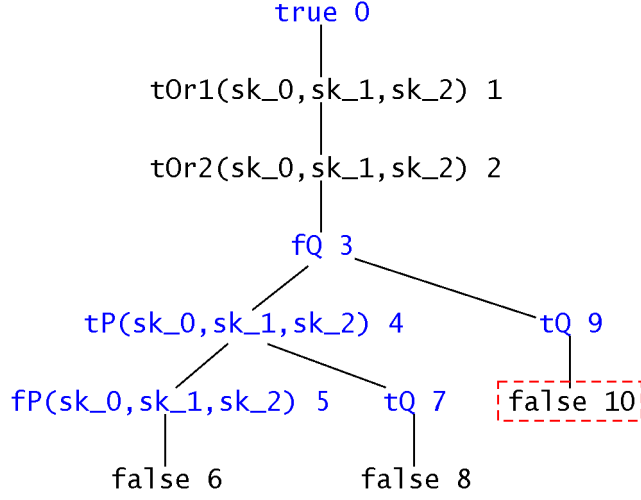 true 0
tOr1(sk_0,sk_1,sk_2) 1
tOr2(sk_0,sk_1,sk_2) 2
fQ 3
tP(sk_0,sk_1,sk_2) 4 tQ 9
fP(sk_0,sk_1,sk_2) 5 tQ 7 false 10
false 6 false 8